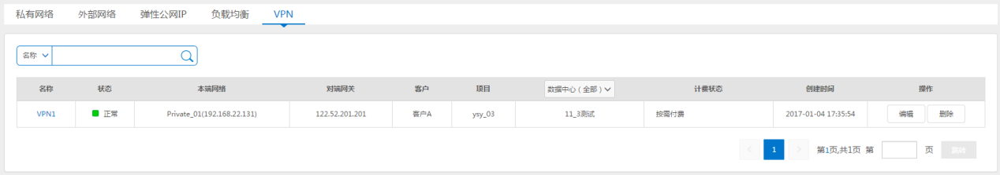 私有网络 外部网络 弹性公网IP 负载均衡 VPN
名称
名称 状态 本端网络 对端网关 客户 项目 数据中心（全部） 计费状态 创建时间 操作
VPN1 正常 Private_01(192.168.22.131) 122.52.201.201 客户A ysy_03 11_3测试 按需付费 2017-01-04 17:35:54 编辑 删除
< 1 > 第1页,共1页 第 页 跳转